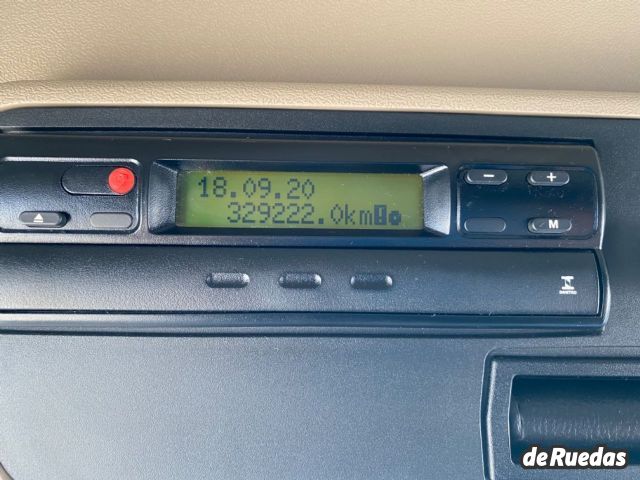 18.09.20
329222.0km
− +
M
deRuedas